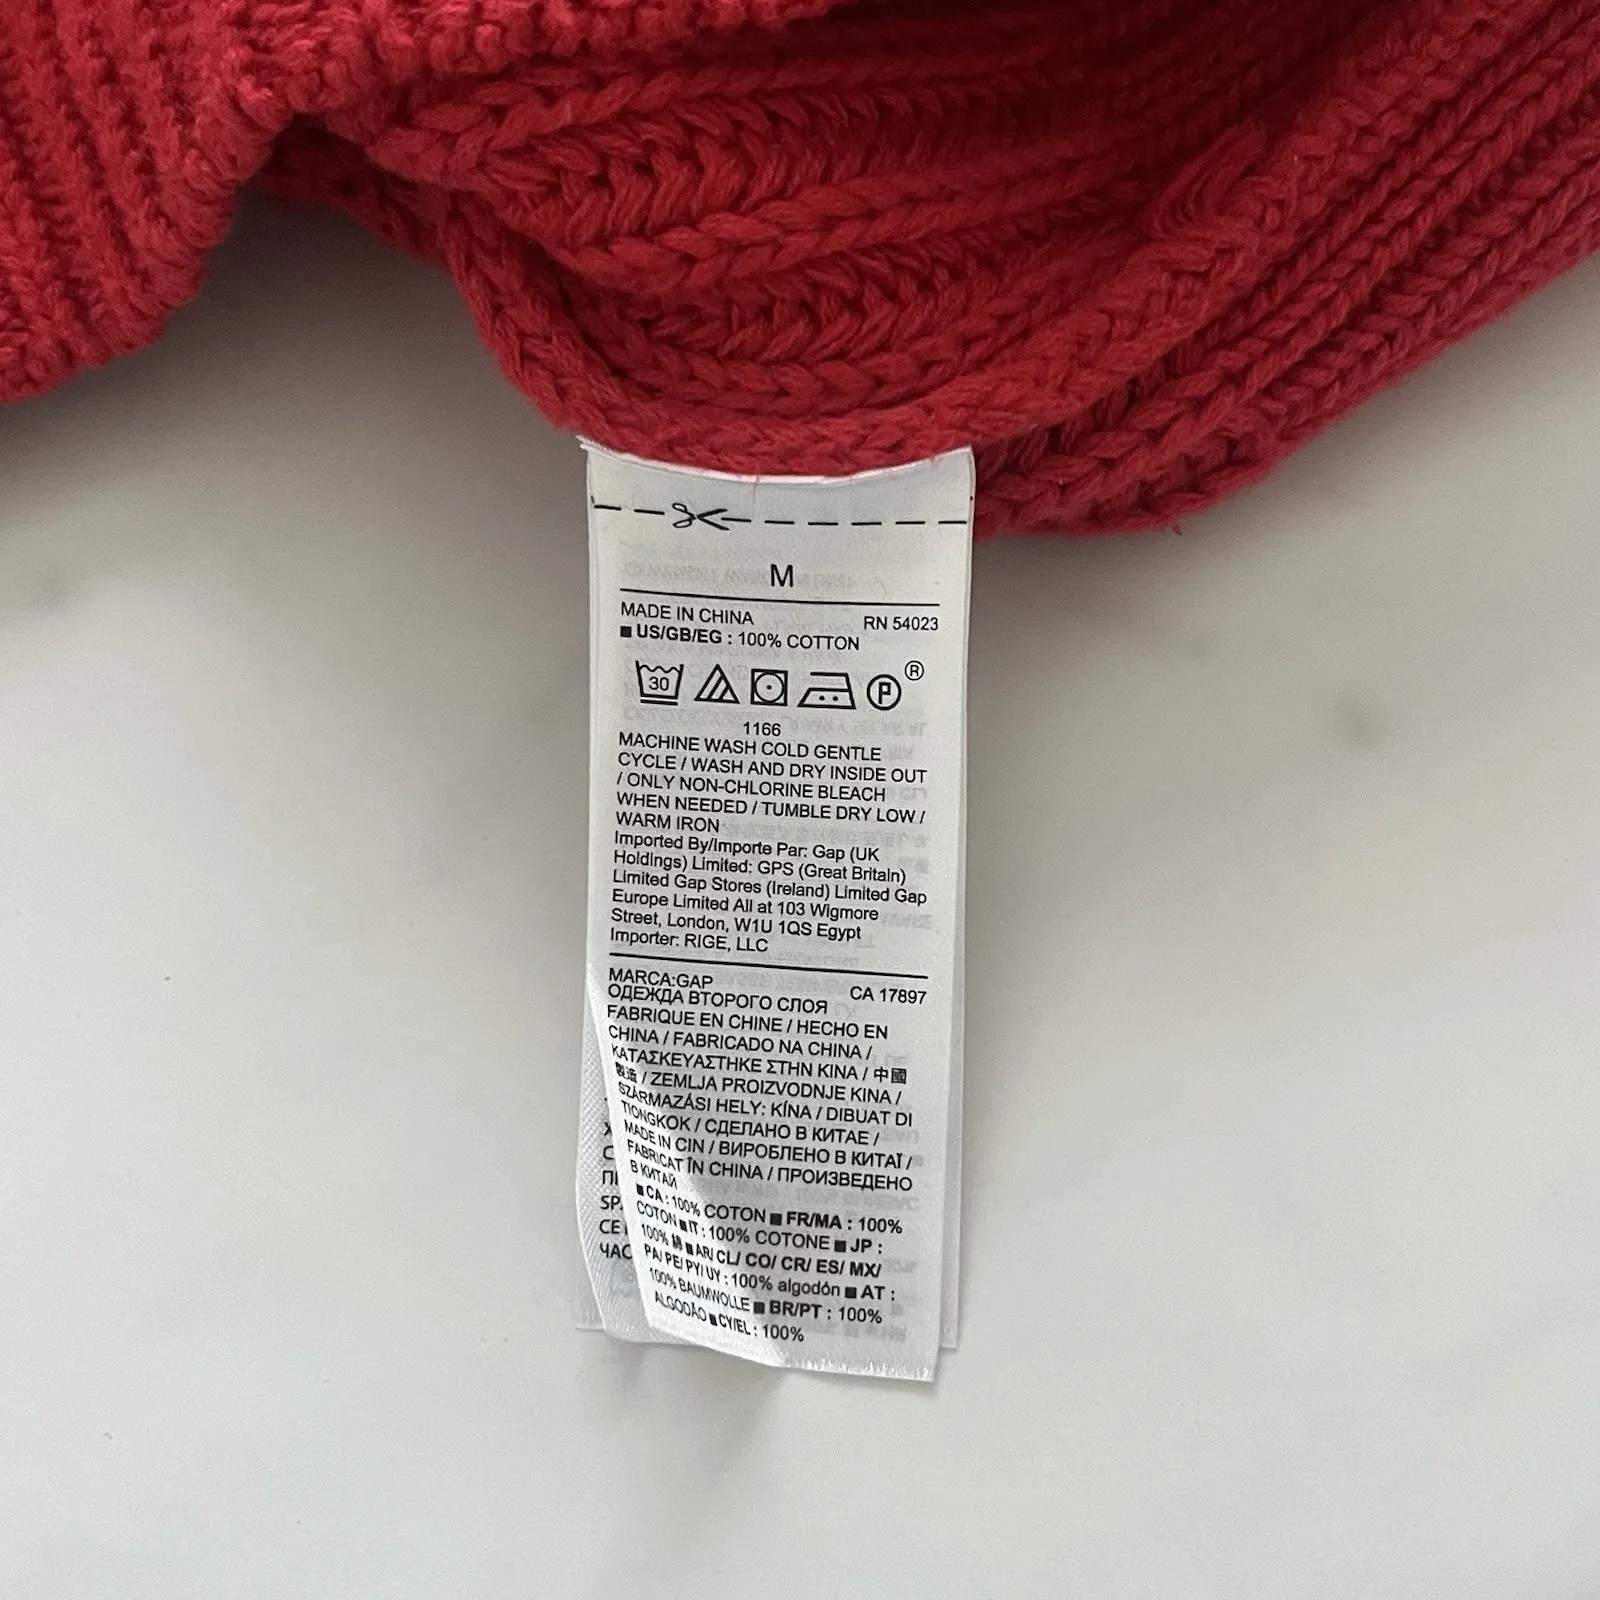 M
MADE IN CHINA RN 54023
■ US/GB/EG : 100% COTTON
30 P ®
1166
MACHINE WASH COLD GENTLE
CYCLE / WASH AND DRY INSIDE OUT
/ ONLY NON-CHLORINE BLEACH
WHEN NEEDED / TUMBLE DRY LOW /
WARM IRON
Imported By/Importe Par: Gap (UK
Holdings) Limited: GPS (Great Britain)
Limited Gap Stores (Ireland) Limited Gap
Europe Limited All at 103 Wigmore
Street, London, W1U 1QS Egypt
Importer: RIGE, LLC
MARCA:GAP CA 17897
ОДЕЖДА ВТОРОГО СЛОЯ
FABRIQUE EN CHINE / HECHO EN
CHINA / FABRICADO NA CHINA /
ΚΑΤΑΣΚΕΥΑΣΤΗΚΕ ΣΤΗΝ ΚΙΝΑ / 中國
製造 / ZEMLJA PROIZVODNJE KINA /
SZÁRMAZÁSI HELY: KÍNA / DIBUAT DI
TIONGKOK / СДЕЛАНО В КИТАЕ /
MADE IN CIN / ВИРОБЛЕНО В КИТАЇ /
FABRICAT ÎN CHINA / ПРОИЗВЕДЕНО
В КИТАЙ
■ CA : 100% COTON ■ FR/MA : 100%
COTON ■ IT : 100% COTONE ■ JP :
100% 綿 ■ AR/ CL/ CO/ CR/ ES/ MX/
PA/ PE/ PY/ UY : 100% algodón ■ AT :
100% BAUMWOLLE ■ BR/PT : 100%
ALGODÃO ■ CY/EL : 100%